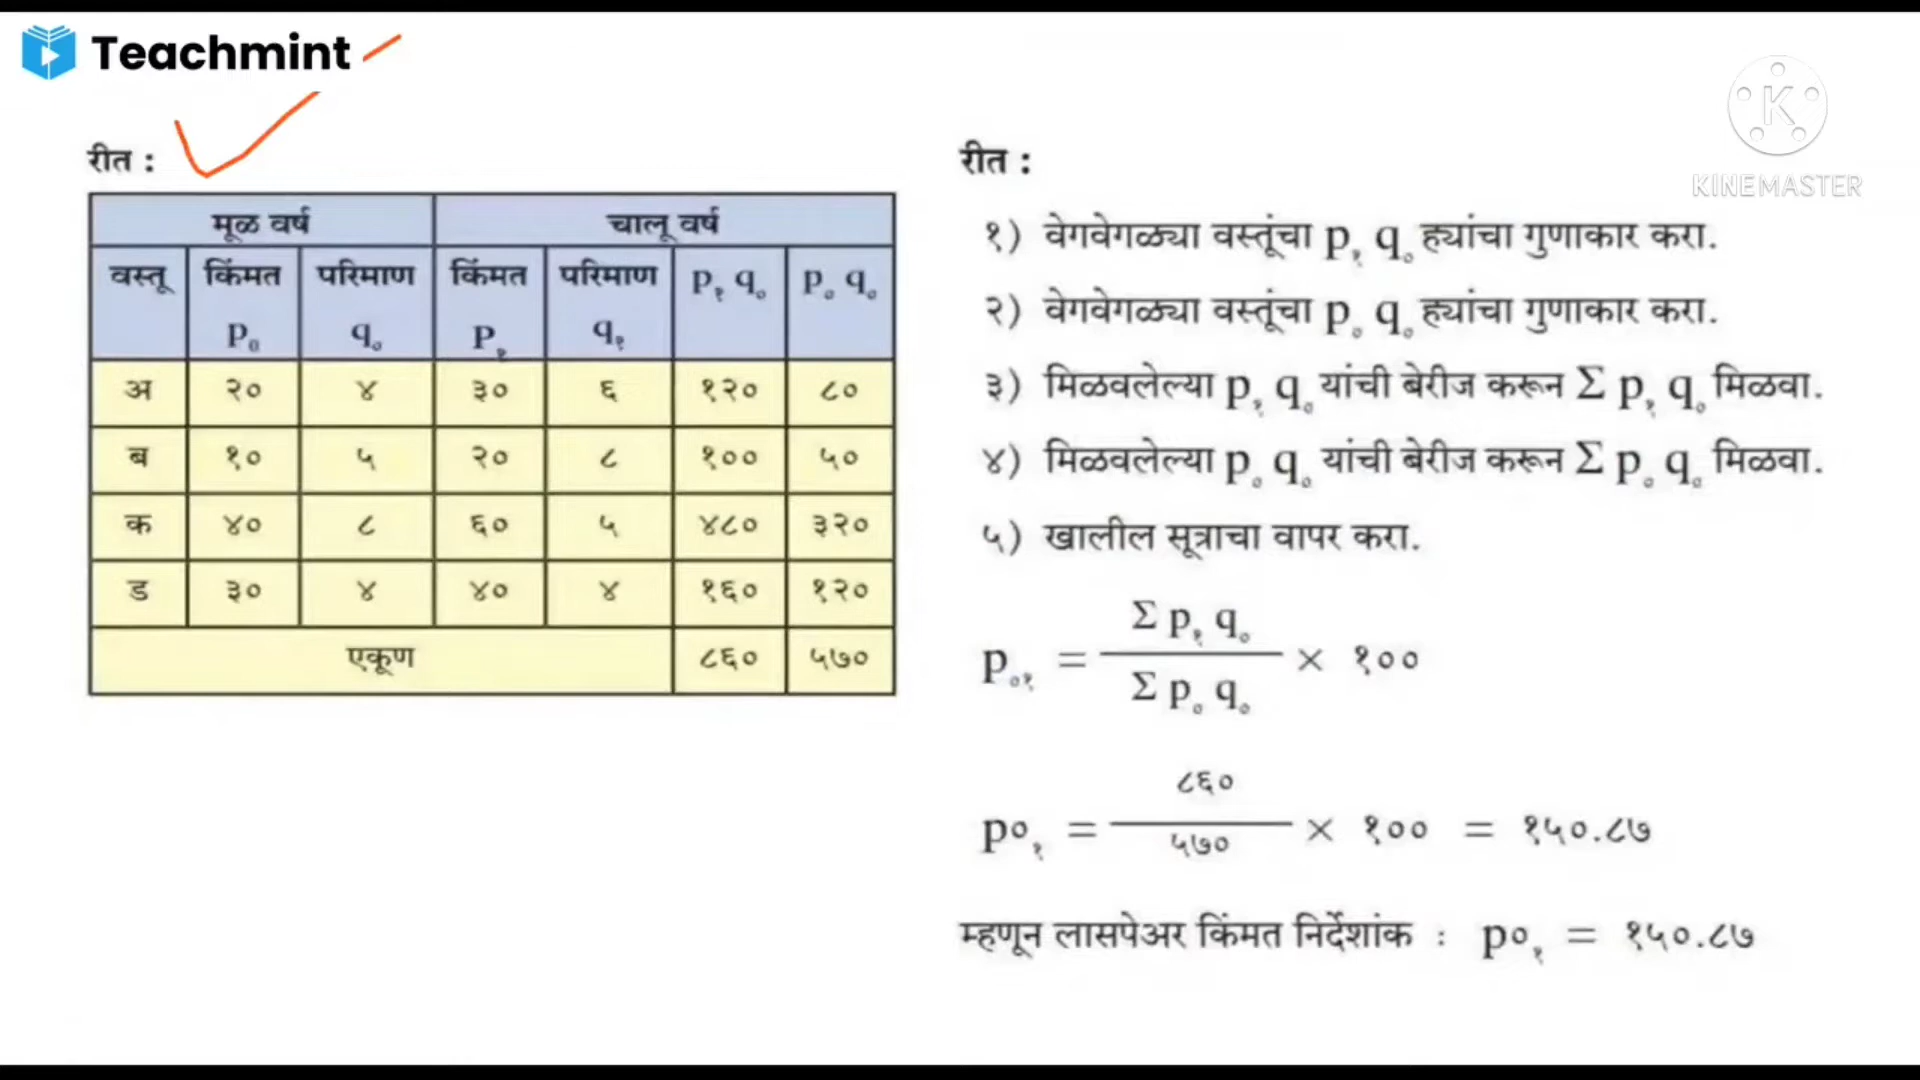 Teachmint
K
KINEMASTER
रीत :
मूळ वर्ष चालू वर्ष
वस्तू किंमत p₀ परिमाण q₀ किंमत P₁ परिमाण q₁ p₁ q₀ p₀ q₀
अ २० ४ ३० ६ १२० ८०
ब १० ५ २० ८ १०० ५०
क ४० ८ ६० ५ ४८० ३२०
ड ३० ४ ४० ४ १६० १२०
एकूण ८६० ५७०
रीत :
१) वेगवेगळ्या वस्तूंचा p₁ q₀ ह्यांचा गुणाकार करा.
२) वेगवेगळ्या वस्तूंचा p₀ q₀ ह्यांचा गुणाकार करा.
३) मिळवलेल्या p₁ q₀ यांची बेरीज करून Σ p₁ q₀ मिळवा.
४) मिळवलेल्या p₀ q₀ यांची बेरीज करून Σ p₀ q₀ मिळवा.
५) खालील सूत्राचा वापर करा.
Σ p₁ q₀
p₀₁ = × १००
Σ p₀ q₀
८६०
p०₁ = × १०० = १५०.८७
५७०
म्हणून लासपेअर किंमत निर्देशांक : p०₁ = १५०.८७